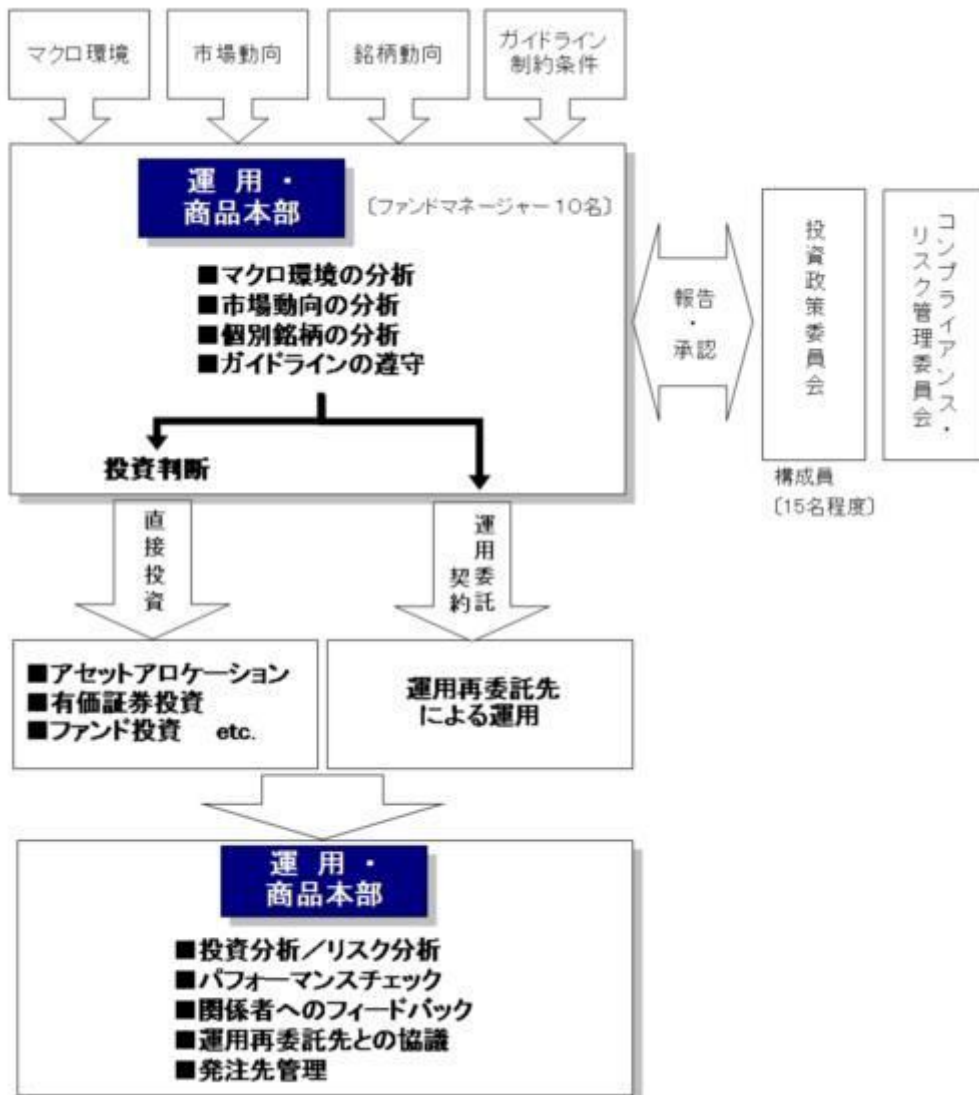 マクロ環境
市場動向
銘柄動向
ガイドライン
制約条件
運用・
商品本部
〔ファンドマネージャー10名〕
■マクロ環境の分析
■市場動向の分析
■個別銘柄の分析
■ガイドラインの遵守
投資判断
報告
・
承認
投資政策委員会
コンプライアンス・
リスク管理委員会
構成員
〔15名程度〕
直接投資
運用委託
契約
■アセットアロケーション
■有価証券投資
■ファンド投資 etc.
運用再委託先
による運用
運用・
商品本部
■投資分析／リスク分析
■パフォーマンスチェック
■関係者へのフィードバック
■運用再委託先との協議
■発注先管理